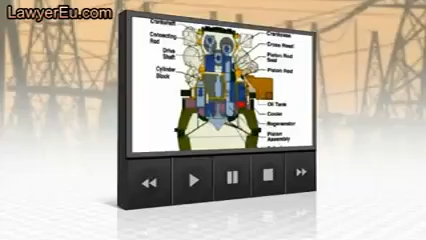 LawyerEu.com
Crankshaft
Connecting
Rod
Drive
Shaft
Cylinder
Block
Crankcase
Cross Head
Piston Rod
Seal
Piston Rod
Oil Tank
Cooler
Regenerator
Piston
Assembly